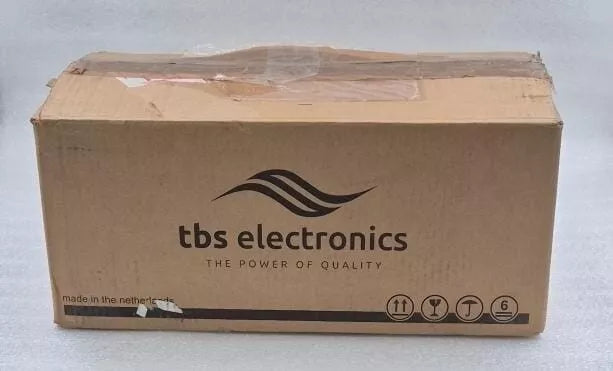 tbs electronics
THE POWER OF QUALITY
made in the netherlands
6